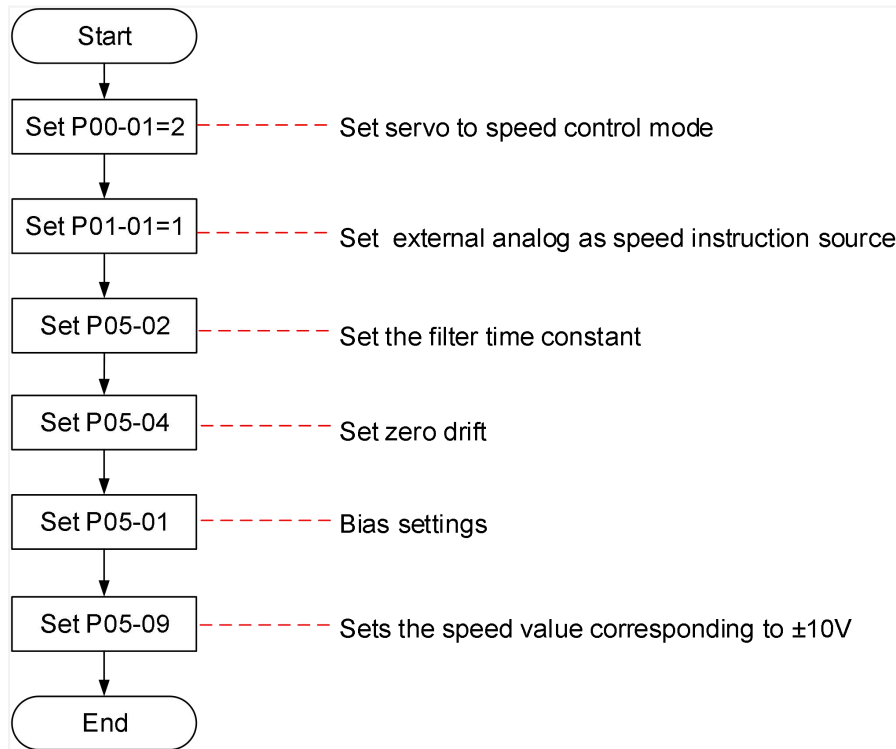 Start
Set P00-01=2
Set servo to speed control mode
Set P01-01=1
Set external analog as speed instruction source
Set P05-02
Set the filter time constant
Set P05-04
Set zero drift
Set P05-01
Bias settings
Set P05-09
Sets the speed value corresponding to ±10V
End